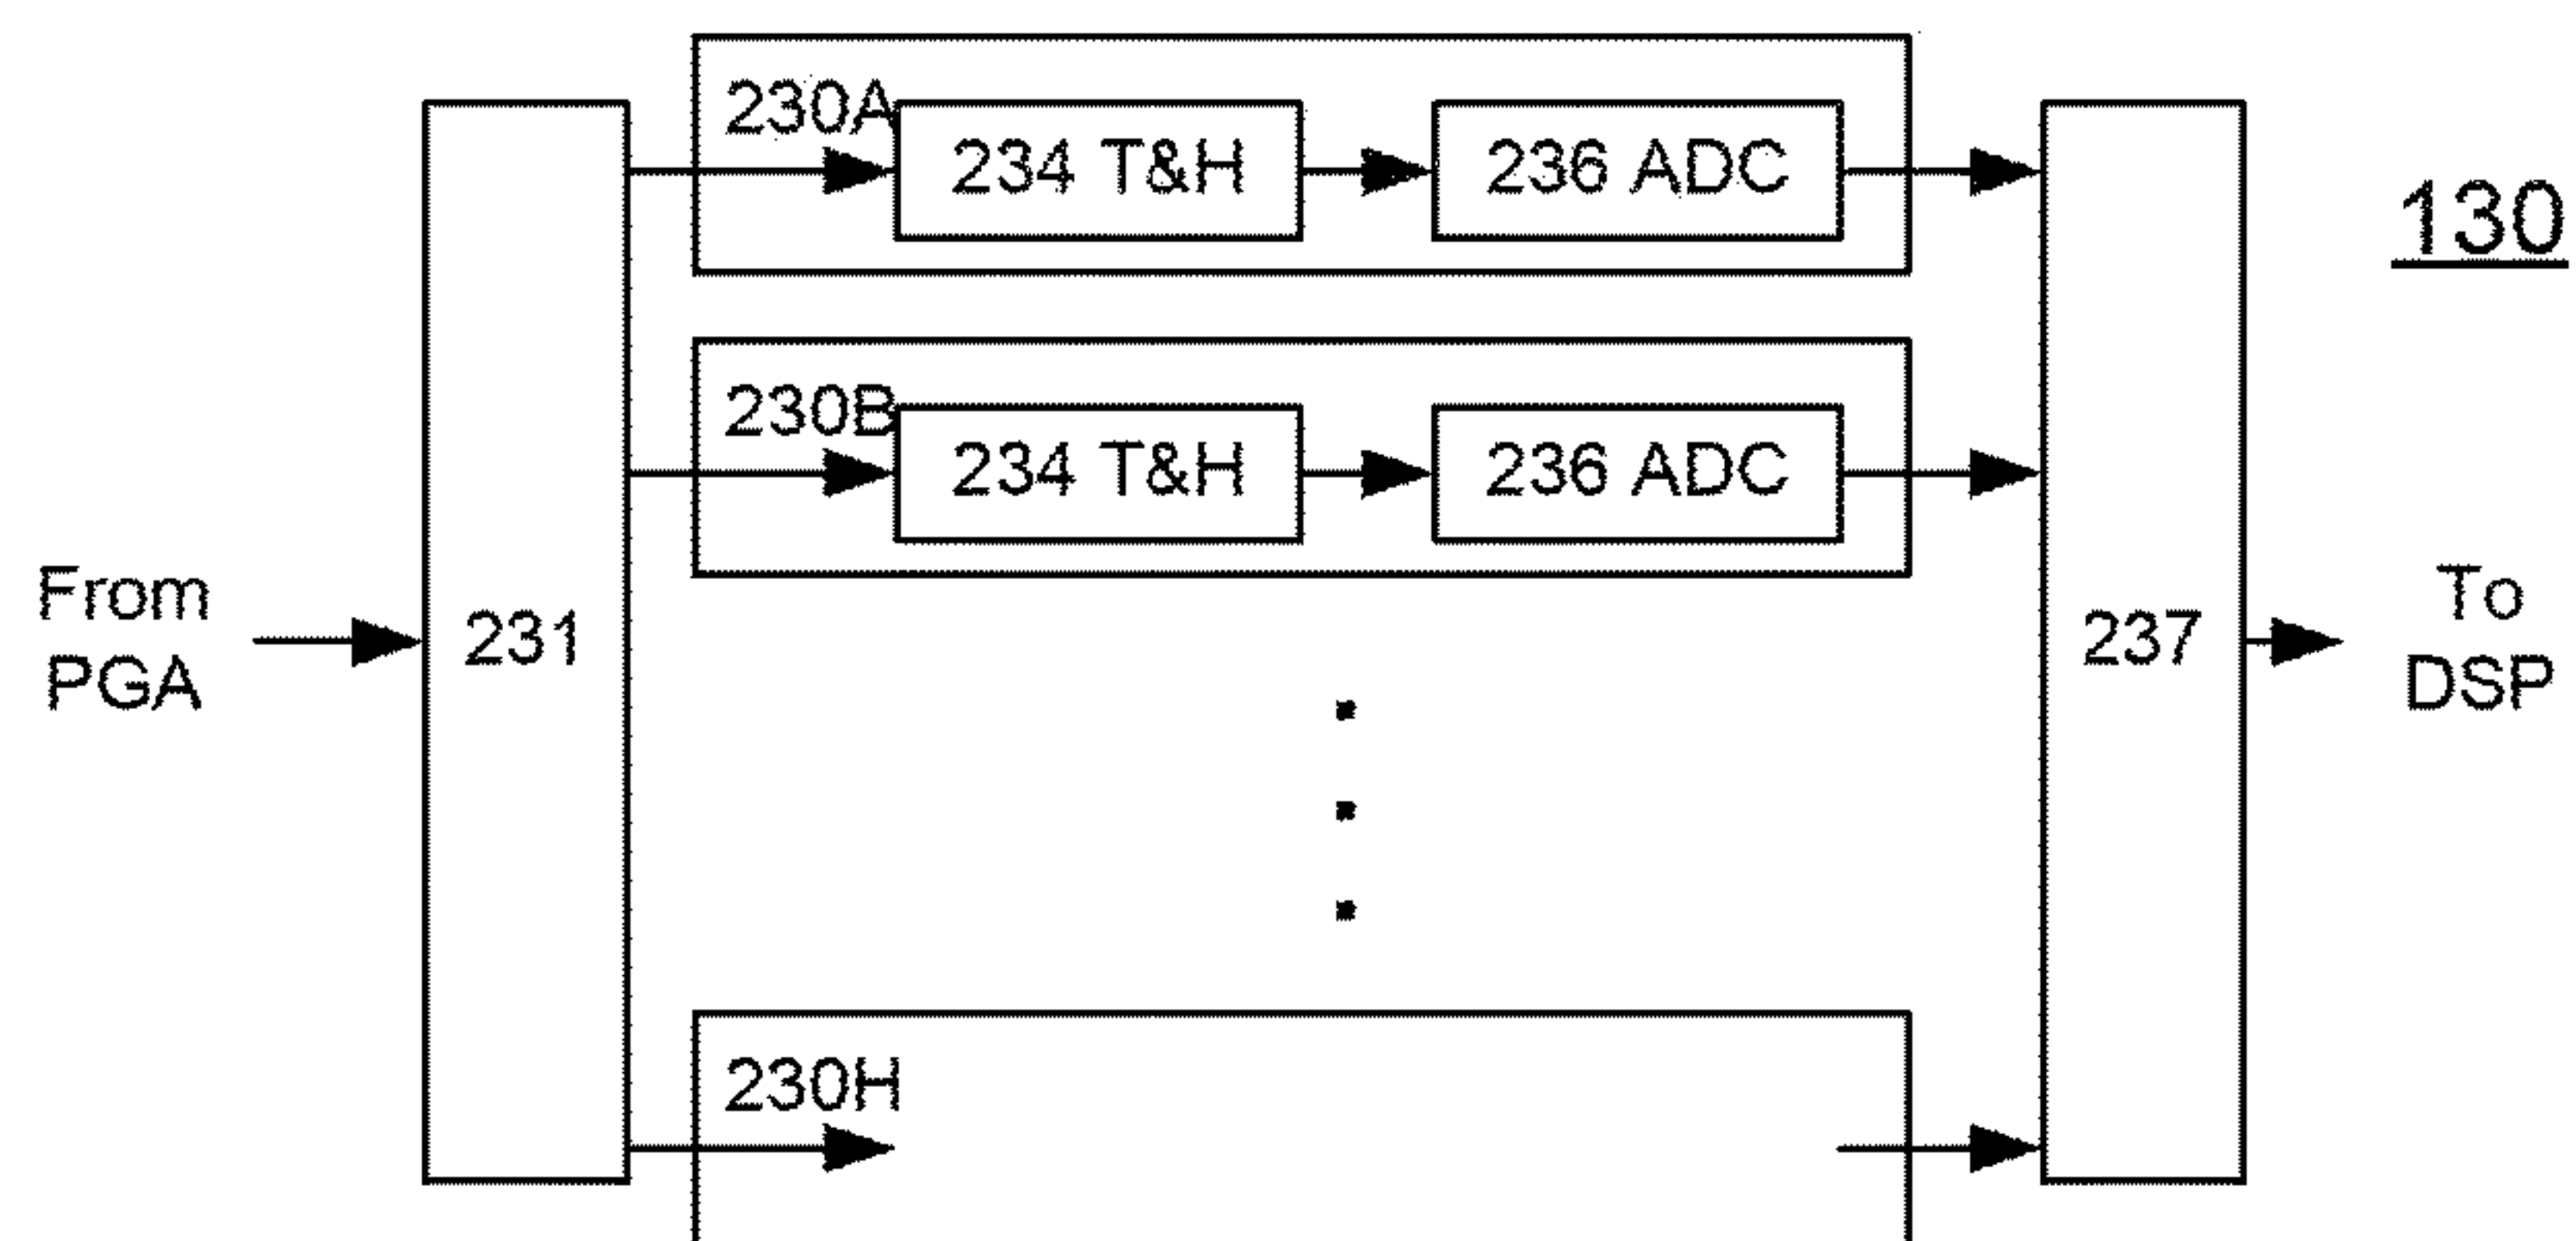 230A
234 T&H
236 ADC
130
230B
234 T&H
236 ADC
From
PGA
231
237
To
DSP
230H